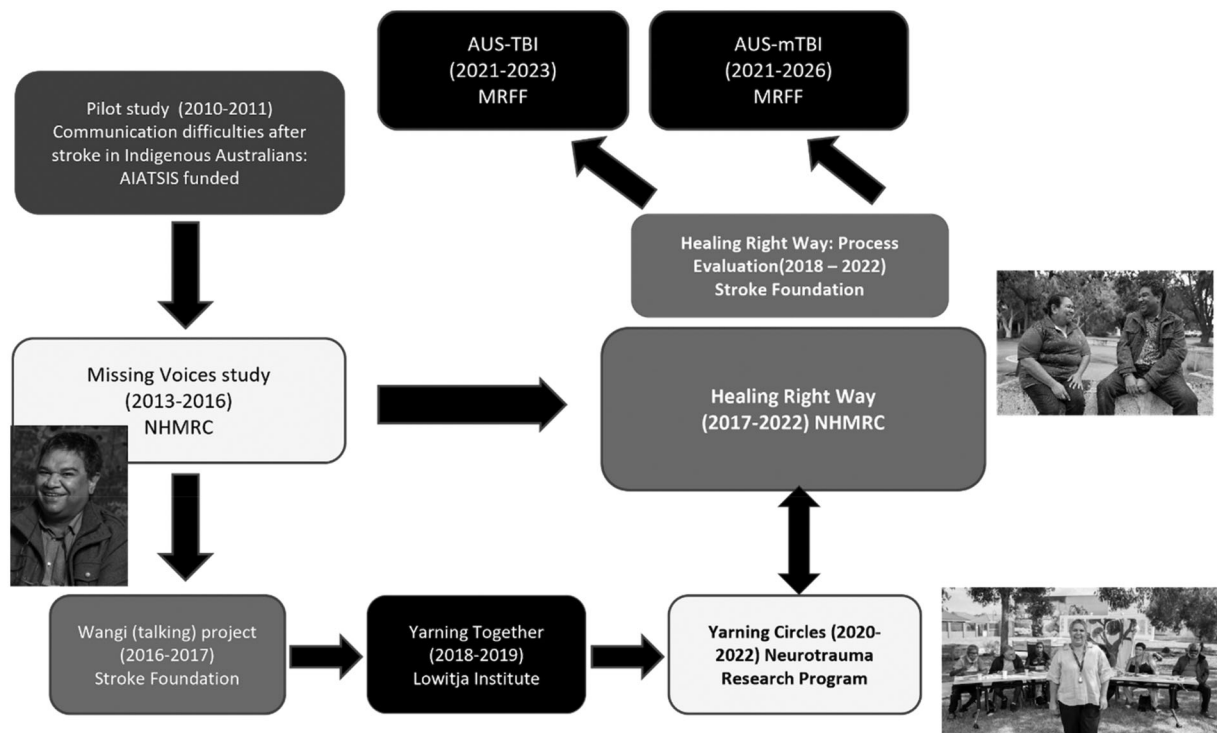 Pilot study (2010-2011)
Communication difficulties after
stroke in Indigenous Australians:
AIATSIS funded
AUS-TBI
(2021-2023)
MRFF
AUS-mTBI
(2021-2026)
MRFF
Healing Right Way: Process
Evaluation(2018 – 2022)
Stroke Foundation
Missing Voices study
(2013-2016)
NHMRC
Healing Right Way
(2017-2022) NHMRC
Wangi (talking) project
(2016-2017)
Stroke Foundation
Yarning Together
(2018-2019)
Lowitja Institute
Yarning Circles (2020-
2022) Neurotrauma
Research Program